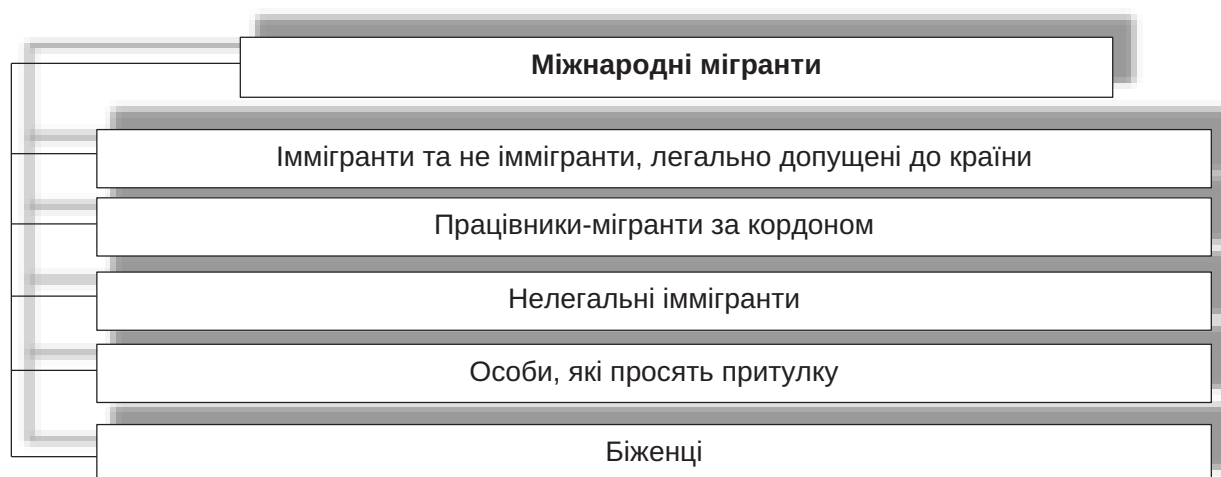 Міжнародні мігранти
Іммігранти та не іммігранти, легально допущені до країни
Працівники-мігранти за кордоном
Нелегальні іммігранти
Особи, які просять притулку
Біженці